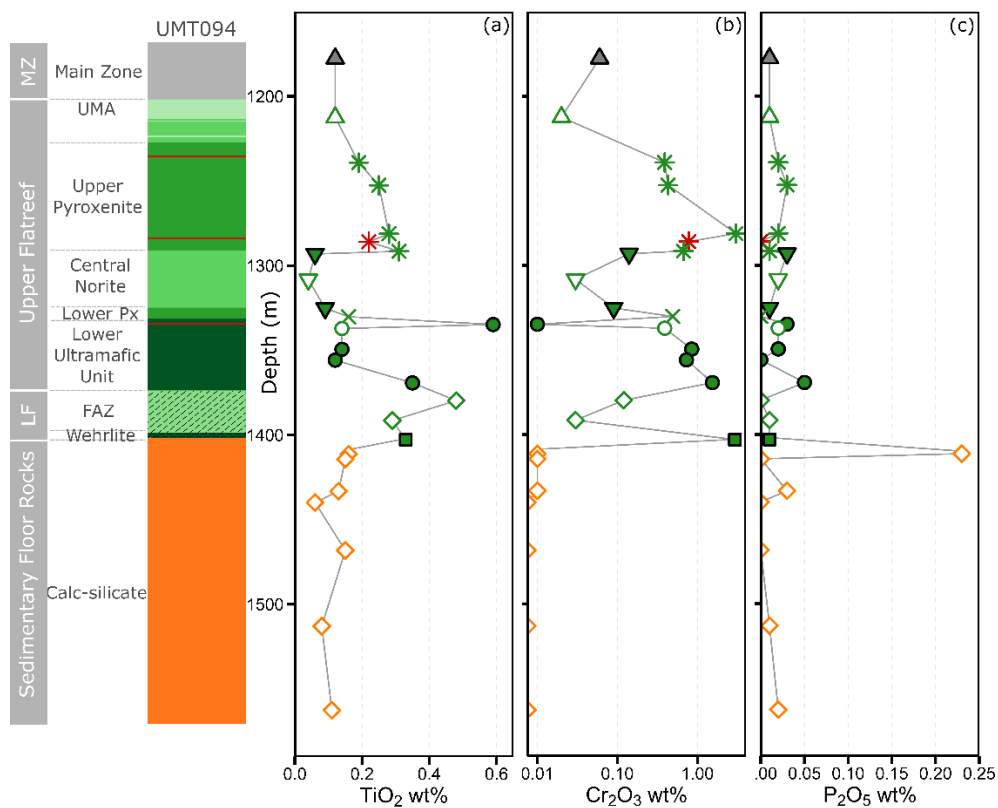 UMT094
(a)
(b)
(c)
MZ
Main Zone
UMA
1200
Upper Flatreef
Upper
Pyroxenite
Central
Norite
1300
Lower Px
Lower
Ultramafic
Unit
Depth (m)
LF
FAZ
Wehrlite
1400
Sedimentary Floor Rocks
Calc-silicate
1500
0.0 0.2 0.4 0.6
0.01 0.10 1.00
.00 0.05 0.10 0.15 0.20 0.25
TiO₂ wt%
Cr₂O₃ wt%
P₂O₅ wt%